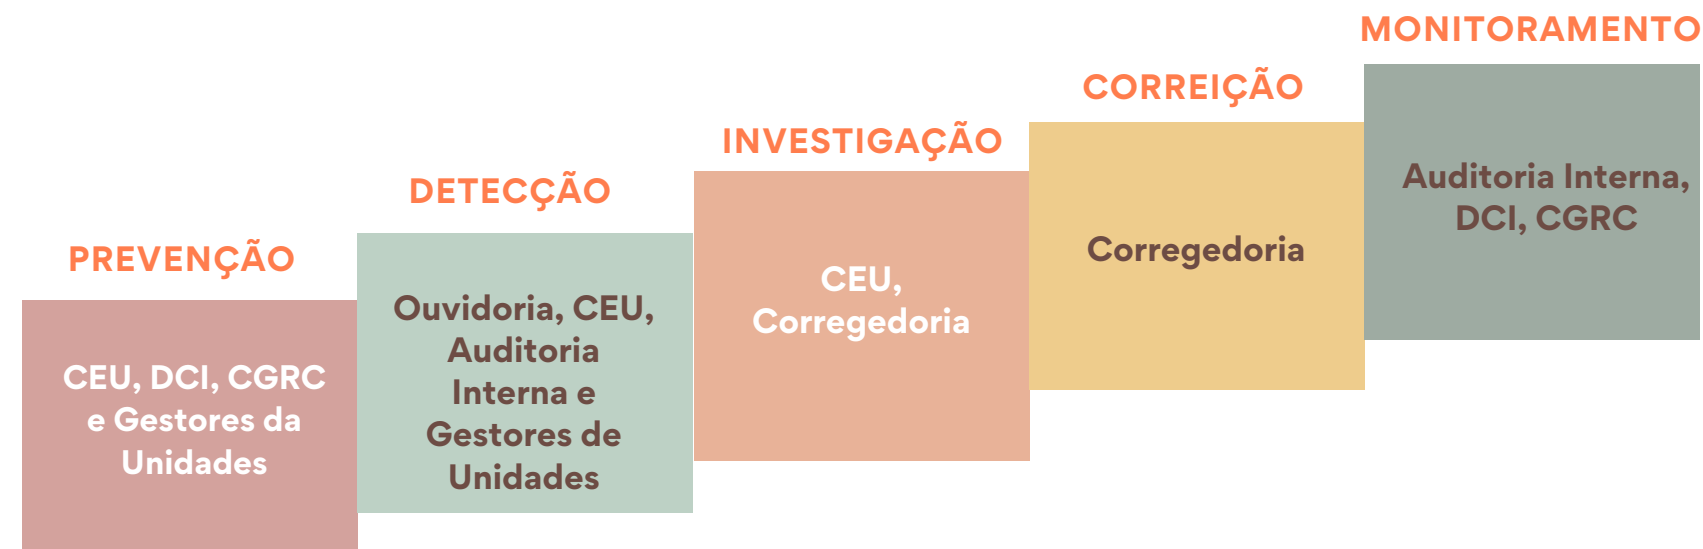 PREVENÇÃO
CEU, DCI, CGRC
e Gestores da
Unidades
DETECÇÃO
Ouvidoria, CEU,
Auditoria
Interna e
Gestores de
Unidades
INVESTIGAÇÃO
CEU,
Corregedoria
CORREIÇÃO
Corregedoria
MONITORAMENTO
Auditoria Interna,
DCI, CGRC